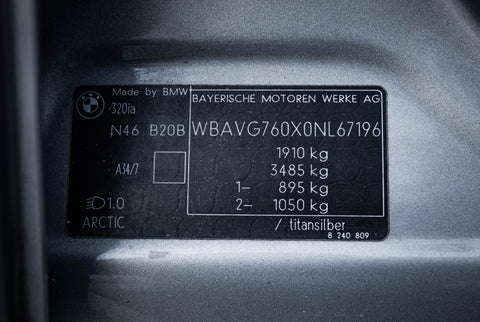 Made by BMW
320ia
N46 B20B
A34/7
1.0
ARCTIC
BAYERISCHE MOTOREN WERKE AG
WBAVG760X0NL67196
1910 kg
3485 kg
1- 895 kg
2- 1050 kg
/ titansilber
8 240 809